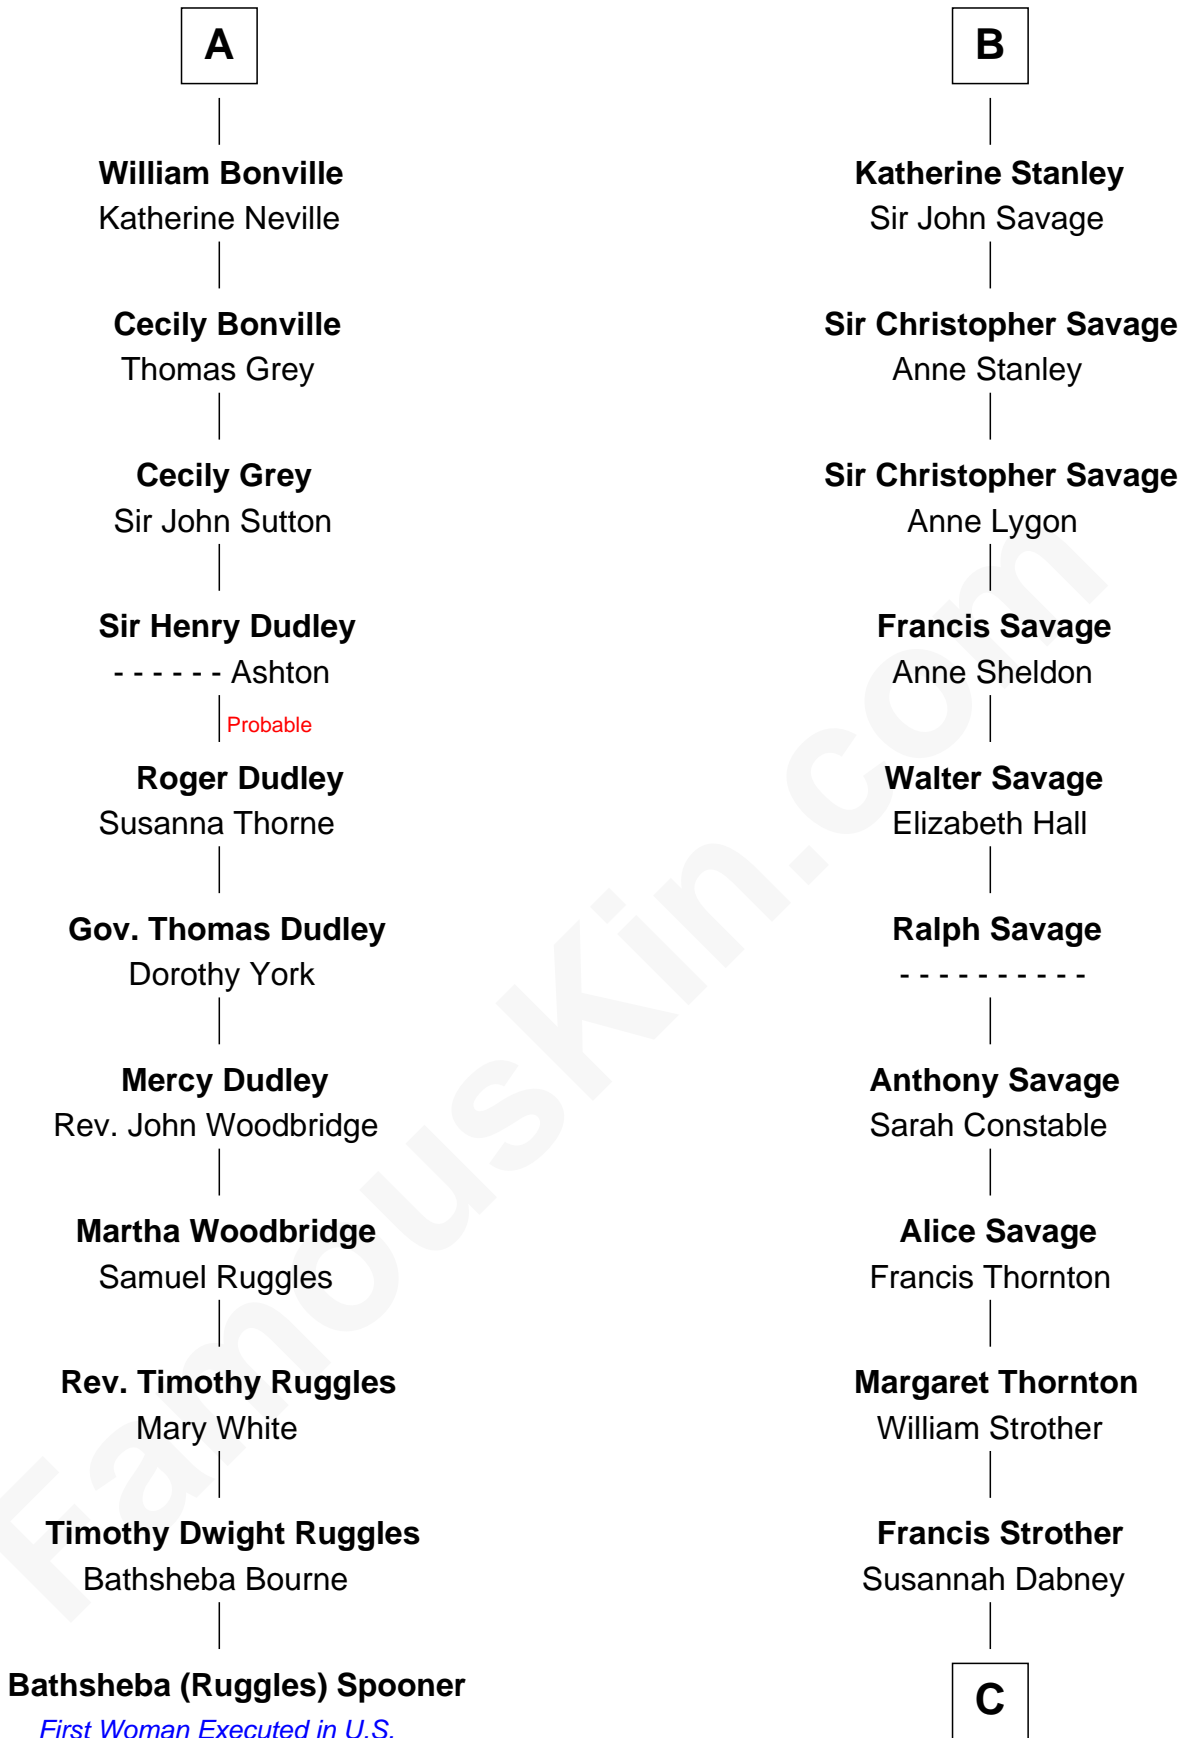 A
William Bonville
Katherine Neville
Cecily Bonville
Thomas Grey
Cecily Grey
Sir John Sutton
Sir Henry Dudley
- - - - - - Ashton
Probable
Roger Dudley
Susanna Thorne
Gov. Thomas Dudley
Dorothy York
Mercy Dudley
Rev. John Woodbridge
Martha Woodbridge
Samuel Ruggles
Rev. Timothy Ruggles
Mary White
Timothy Dwight Ruggles
Bathsheba Bourne
Bathsheba (Ruggles) Spooner
First Woman Executed in U.S.
B
Katherine Stanley
Sir John Savage
Sir Christopher Savage
Anne Stanley
Sir Christopher Savage
Anne Lygon
Francis Savage
Anne Sheldon
Walter Savage
Elizabeth Hall
Ralph Savage
- - - - - - - - - -
Anthony Savage
Sarah Constable
Alice Savage
Francis Thornton
Margaret Thornton
William Strother
Francis Strother
Susannah Dabney
C
FamousKin.com